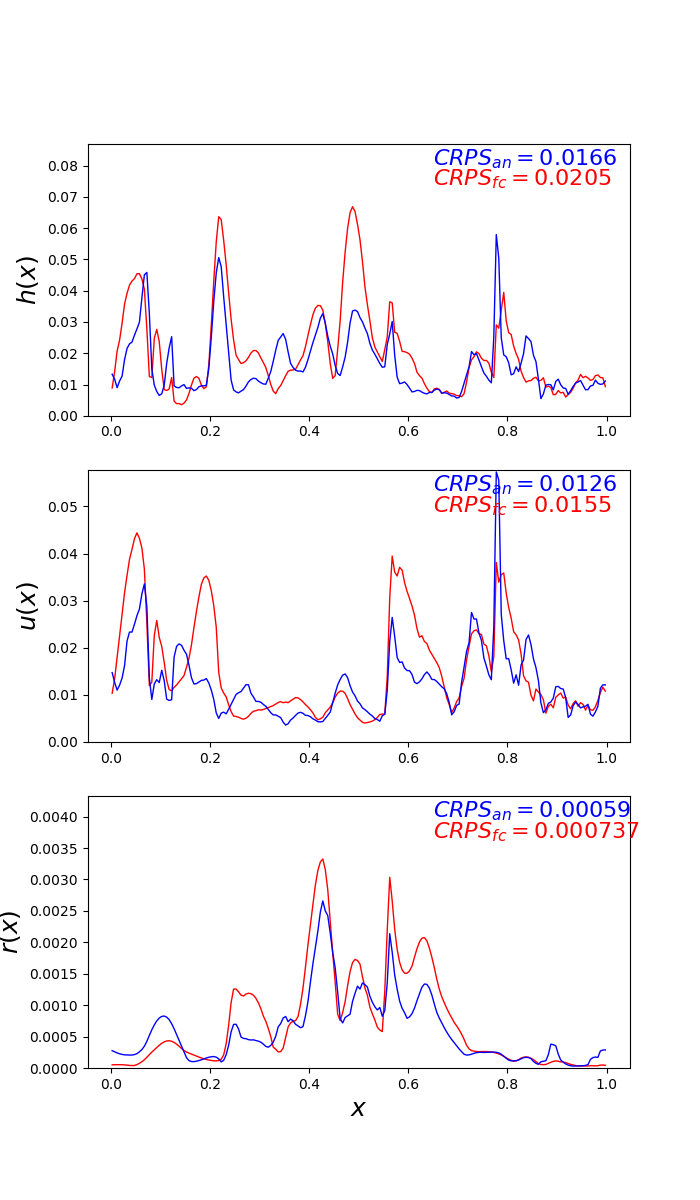 CRPS_an = 0.0166
CRPS_fc = 0.0205
h(x)
0.08
0.07
0.06
0.05
0.04
0.03
0.02
0.01
0.00
0.0 0.2 0.4 0.6 0.8 1.0
CRPS_an = 0.0126
CRPS_fc = 0.0155
u(x)
0.05
0.04
0.03
0.02
0.01
0.00
0.0 0.2 0.4 0.6 0.8 1.0
CRPS_an = 0.00059
CRPS_fc = 0.000737
r(x)
0.0040
0.0035
0.0030
0.0025
0.0020
0.0015
0.0010
0.0005
0.0000
0.0 0.2 0.4 0.6 0.8 1.0
x